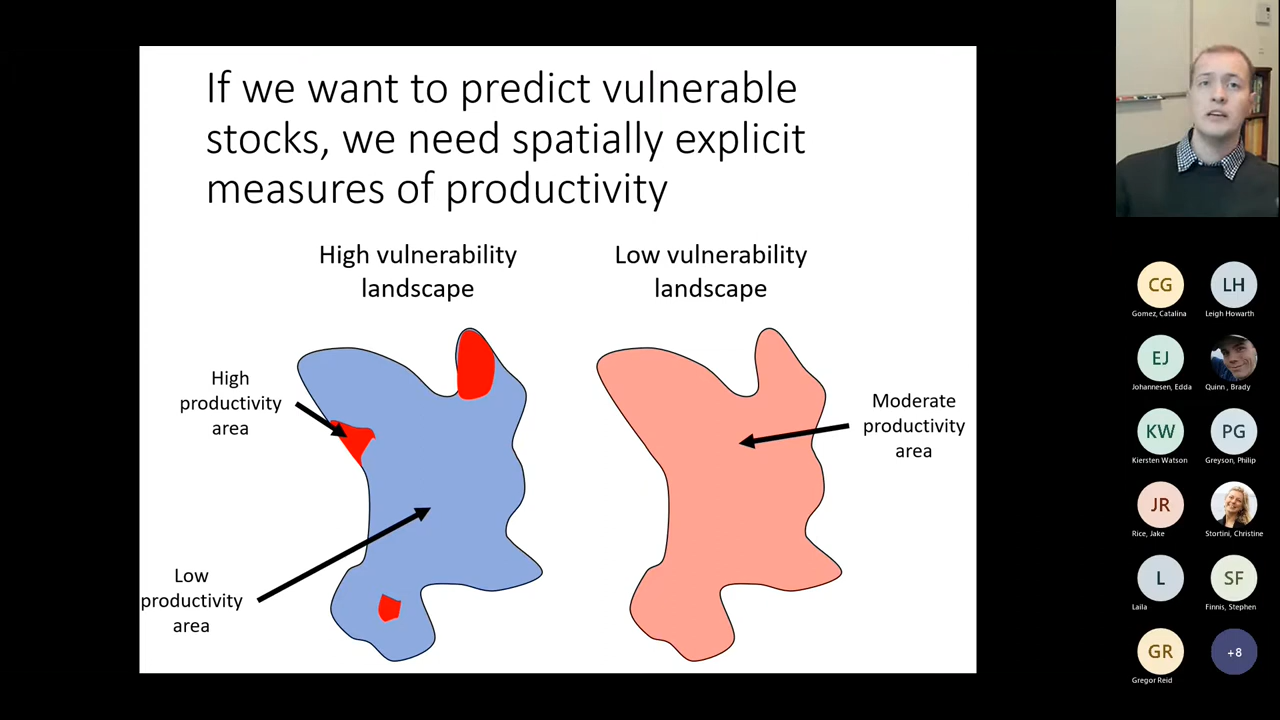 If we want to predict vulnerable
stocks, we need spatially explicit
measures of productivity
High vulnerability
landscape
Low vulnerability
landscape
High
productivity
area
Moderate
productivity
area
Low
productivity
area
CG
Gomez, Catalina
LH
Leigh Howarth
EJ
Johannesen, Edda
Quinn , Brady
KW
Kiersten Watson
PG
Greyson, Philip
JR
Rice, Jake
Stortini, Christine
L
Laila
SF
Finnis, Stephen
GR
Gregor Reid
+8